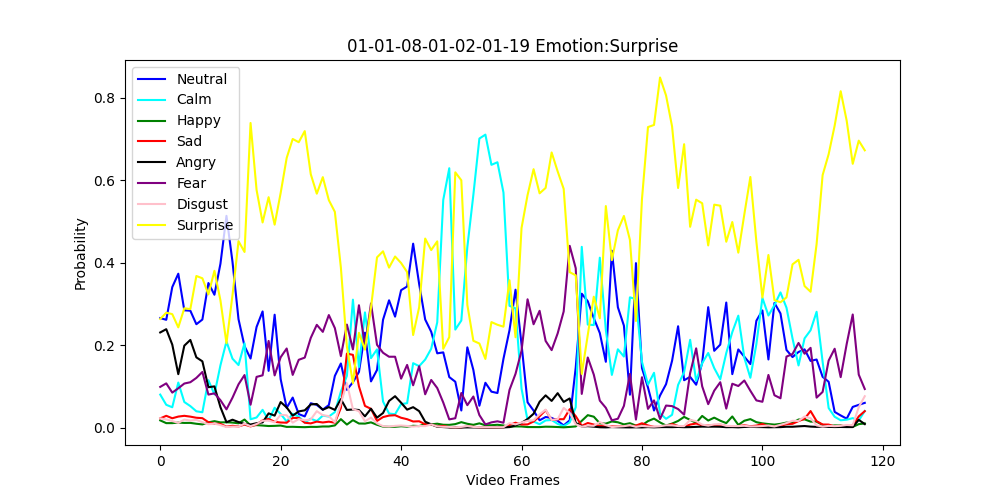 01-01-08-01-02-01-19 Emotion:Surprise
Neutral
Calm
Happy
Sad
Angry
Fear
Disgust
Surprise
Probability
0.8
0.6
0.4
0.2
0.0
0 20 40 60 80 100 120
Video Frames